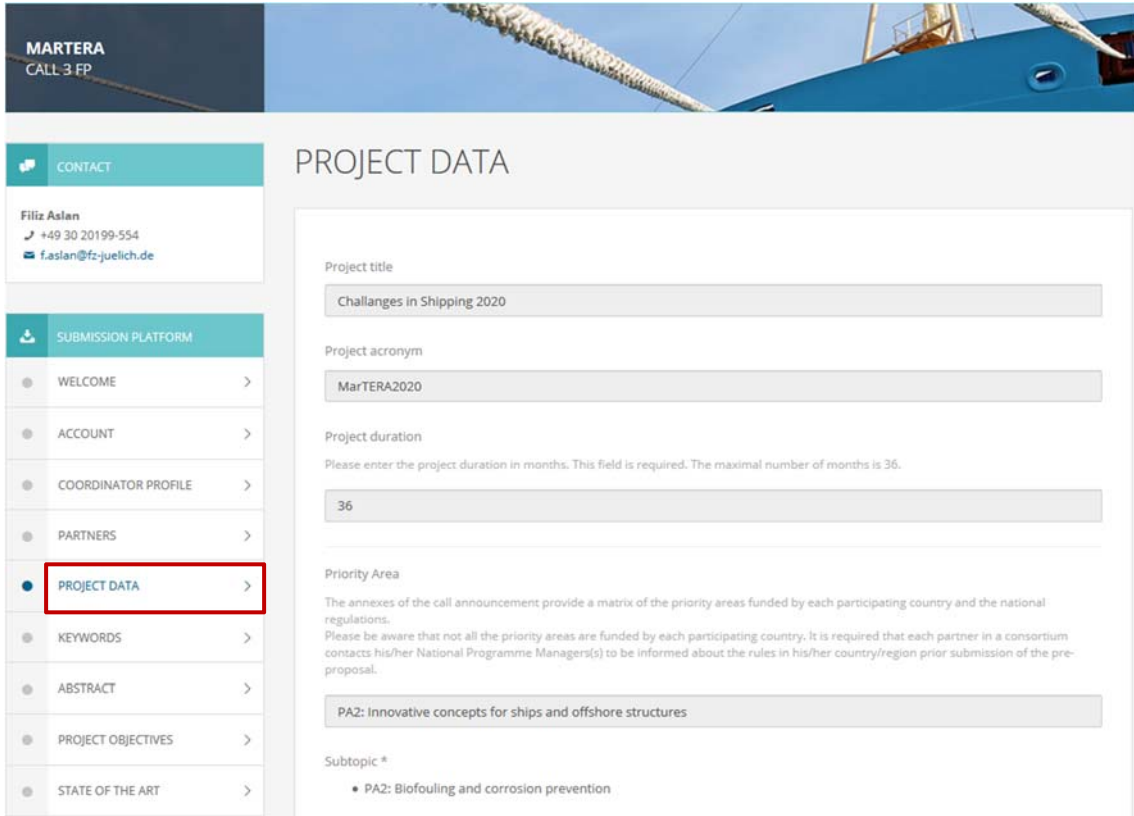 MARTERA
CALL 3 FP
CONTACT
Filiz Aslan
+49 30 20199-554
f.aslan@fz-juelich.de
SUBMISSION PLATFORM
WELCOME
ACCOUNT
COORDINATOR PROFILE
PARTNERS
PROJECT DATA
KEYWORDS
ABSTRACT
PROJECT OBJECTIVES
STATE OF THE ART
PROJECT DATA
Project title
Challanges in Shipping 2020
Project acronym
MarTERA2020
Project duration
Please enter the project duration in months. This field is required. The maximal number of months is 36.
36
Priority Area
The annexes of the call announcement provide a matrix of the priority areas funded by each participating country and the national
regulations.
Please be aware that not all the priority areas are funded by each participating country. It is required that each partner in a consortium
contacts his/her National Programme Managers(s) to be informed about the rules in his/her country/region prior submission of the pre-
proposal.
PA2: Innovative concepts for ships and offshore structures
Subtopic *
• PA2: Biofouling and corrosion prevention